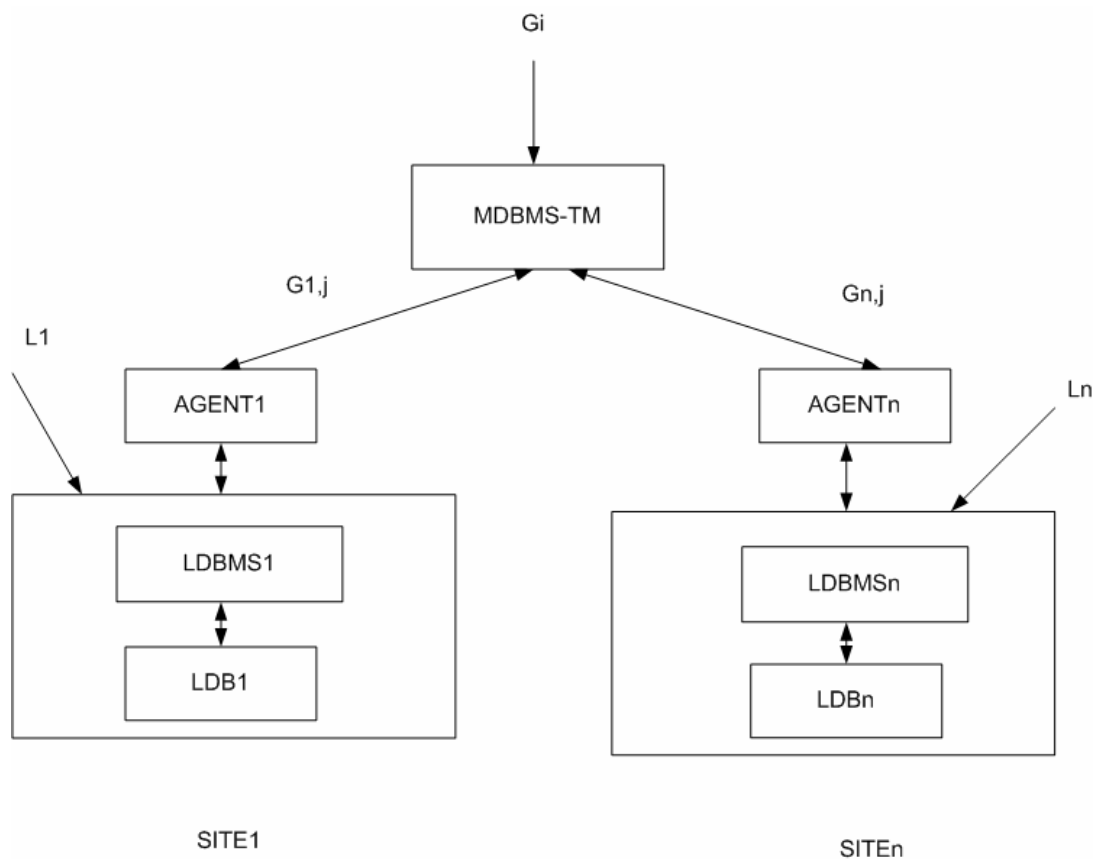 Gi
MDBMS-TM
G1,j
Gn,j
L1
AGENT1
AGENTn
Ln
LDBMS1
LDBMSn
LDB1
LDBn
SITE1
SITEn